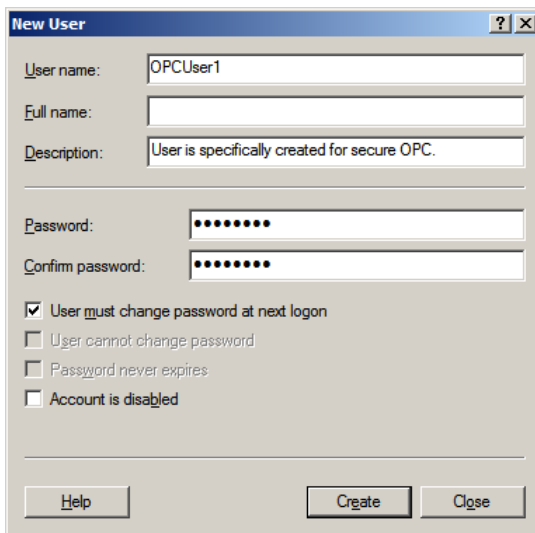 New User
User name: OPCUser1
Full name:
Description: User is specifically created for secure OPC.
Password: ●●●●●●●●
Confirm password: ●●●●●●●●
User must change password at next logon
User cannot change password
Password never expires
Account is disabled
Help Create Close